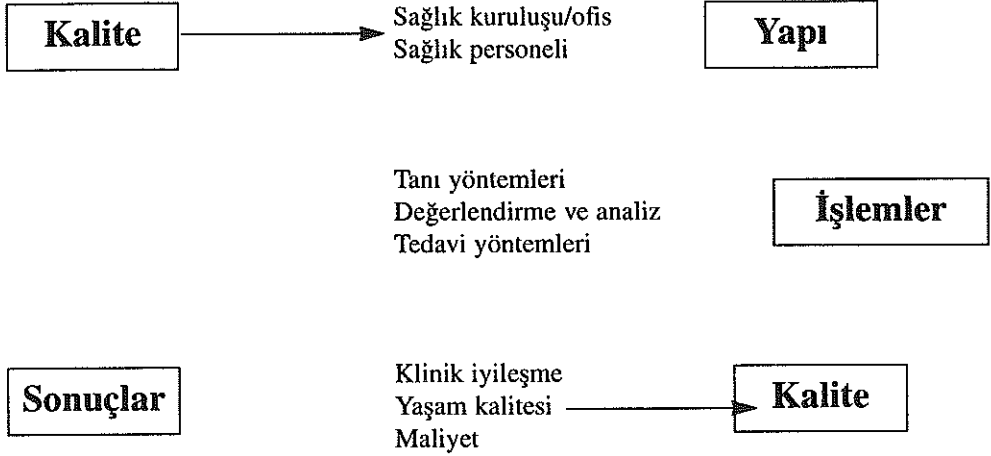 Kalite
Sağlık kuruluşu/ofis
Sağlık personeli
Yapı
Tanı yöntemleri
Değerlendirme ve analiz
Tedavi yöntemleri
İşlemler
Sonuçlar
Klinik iyileşme
Yaşam kalitesi
Maliyet
Kalite